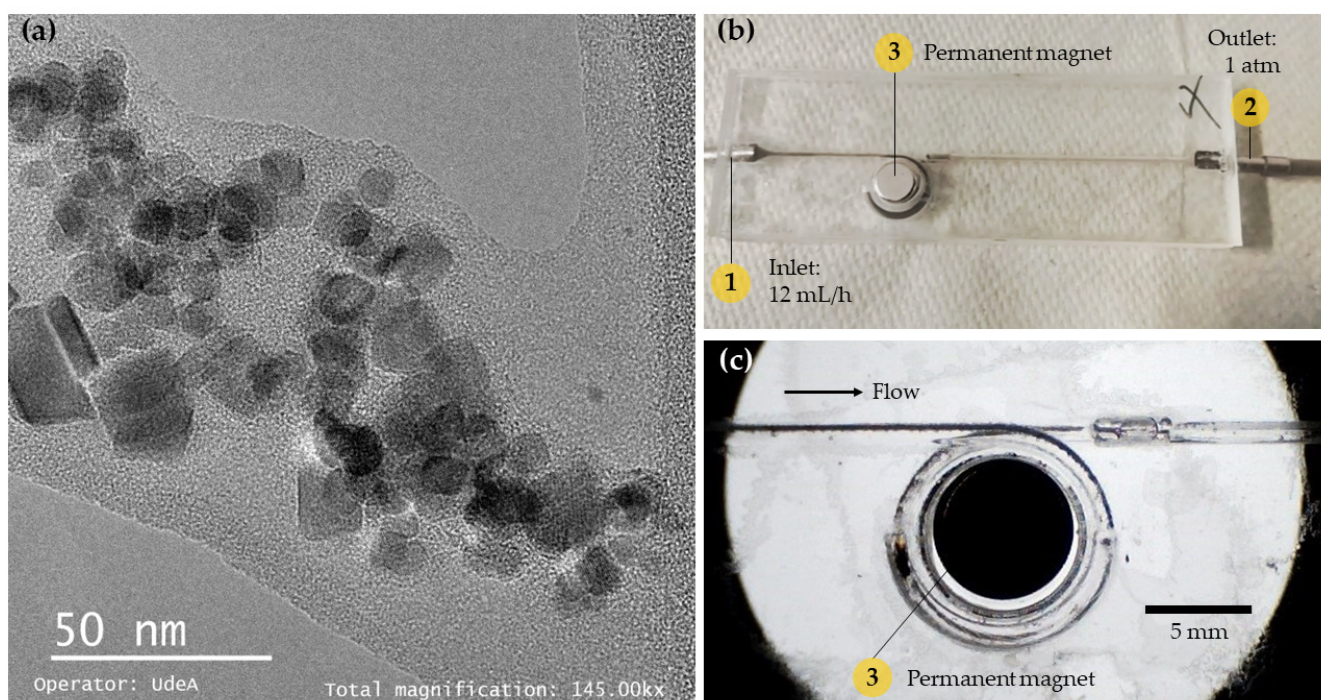 (a)
50 nm
Operator: UdeA
Total magnification: 145.00kx
(b)
3 Permanent magnet
Outlet:
1 atm
2
1
Inlet:
12 mL/h
(c)
Flow
5 mm
3 Permanent magnet